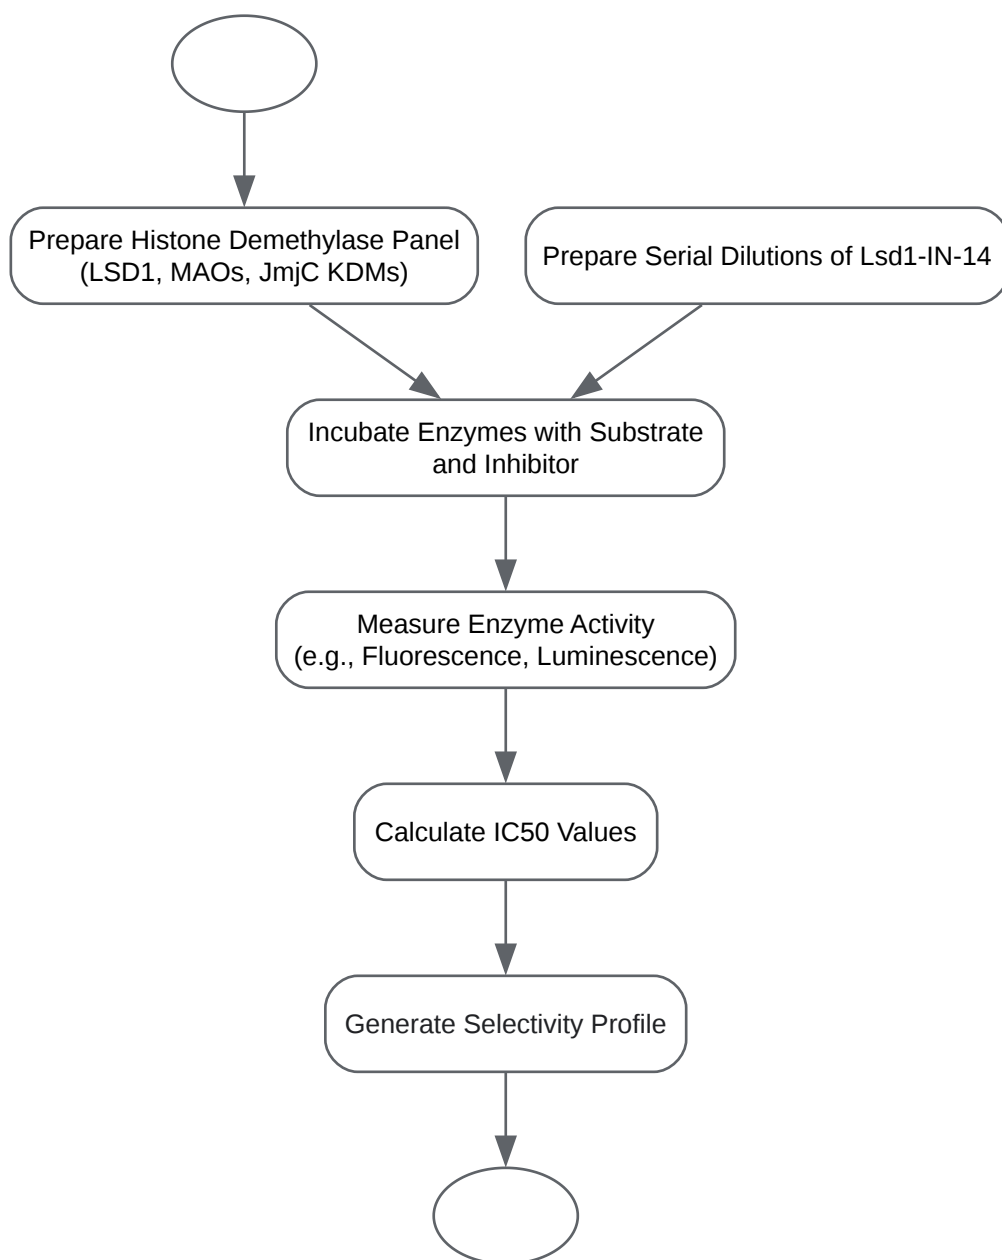 Prepare Histone Demethylase Panel
(LSD1, MAOs, JmjC KDMs)
Prepare Serial Dilutions of Lsd1-IN-14
Incubate Enzymes with Substrate
and Inhibitor
Measure Enzyme Activity
(e.g., Fluorescence, Luminescence)
Calculate IC50 Values
Generate Selectivity Profile